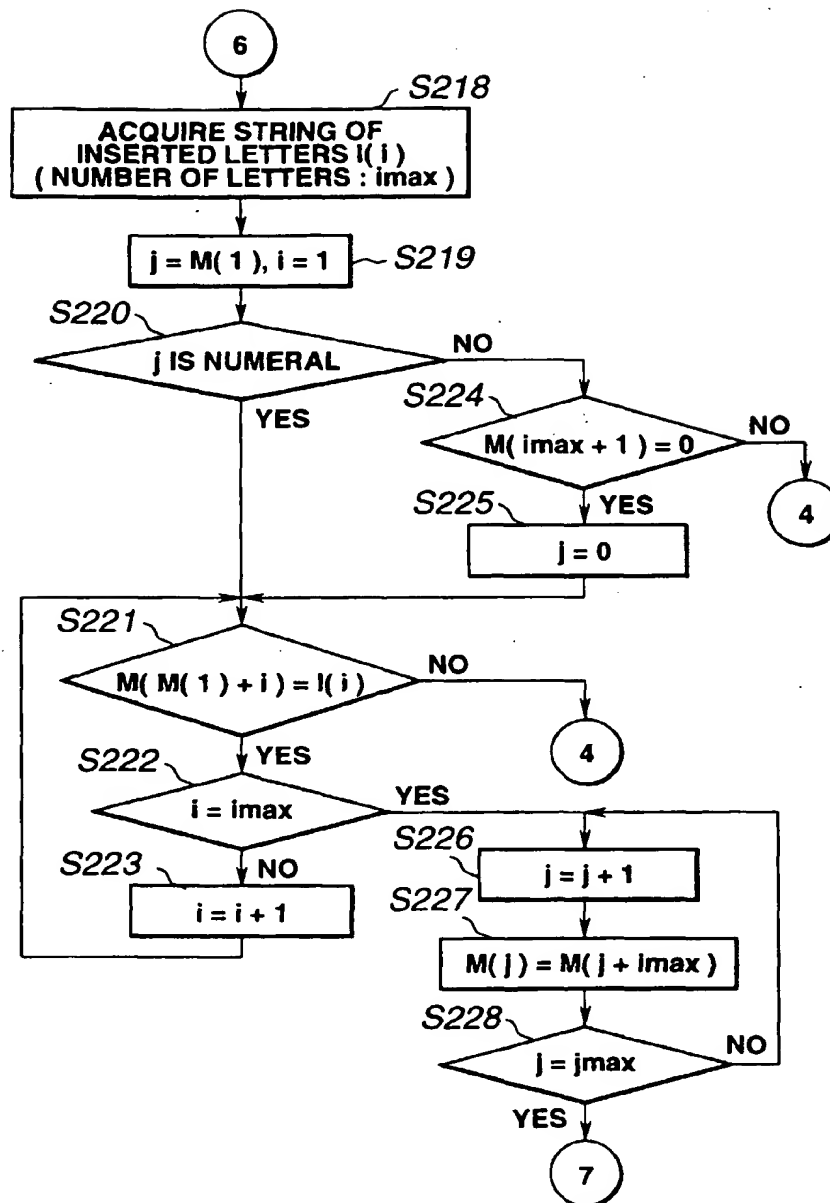 6
S218
ACQUIRE STRING OF
INSERTED LETTERS I( i )
( NUMBER OF LETTERS : imax )
j = M( 1 ), i = 1
S219
S220
j IS NUMERAL
NO
YES
S224
M( imax + 1 ) = 0
NO
4
YES
S225
j = 0
S221
M( M( 1 ) + i ) = I( i )
NO
4
YES
S222
i = imax
YES
NO
S223
i = i + 1
S226
j = j + 1
S227
M( j ) = M( j + imax )
S228
j = jmax
NO
YES
7